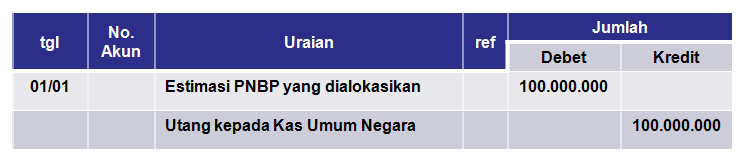 tgl No. Akun Uraian ref Jumlah
Debet Kredit
01/01 Estimasi PNBP yang dialokasikan 100.000.000
Utang kepada Kas Umum Negara 100.000.000